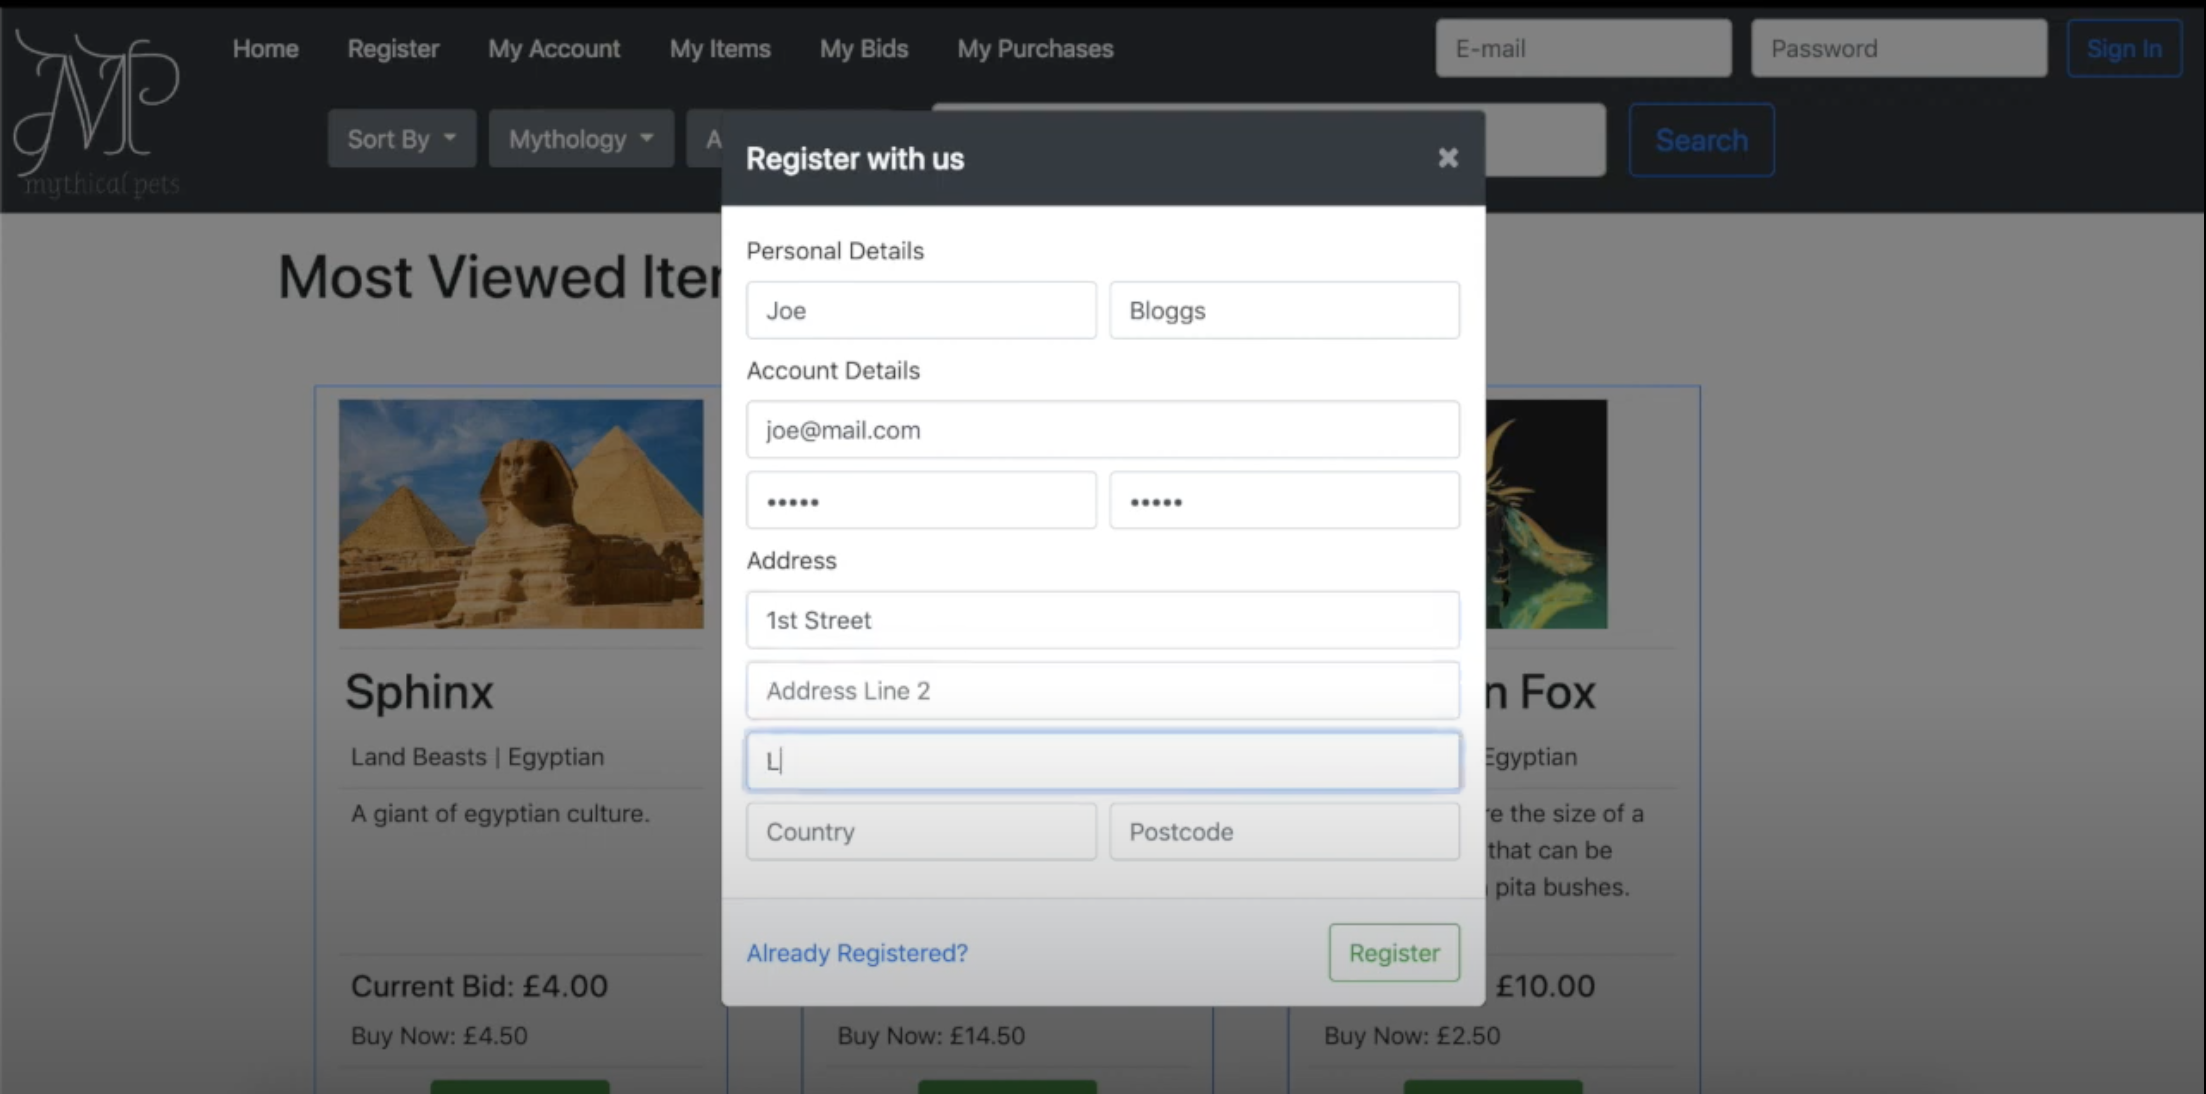 Home Register My Account My Items My Bids My Purchases E-mail Password Sign In
MP
mythical pets
Sort By Mythology A Search
Register with us ×
Most Viewed Iter
Personal Details
Joe Bloggs
Account Details
joe@mail.com
••••• •••••
Address
1st Street
Address Line 2
L
Country Postcode
Already Registered? Register
Sphinx
Land Beasts | Egyptian
A giant of egyptian culture.
Current Bid: £4.00
Buy Now: £4.50
Buy Now: £14.50
n Fox
Egyptian
re the size of a
that can be
pita bushes.
£10.00
Buy Now: £2.50